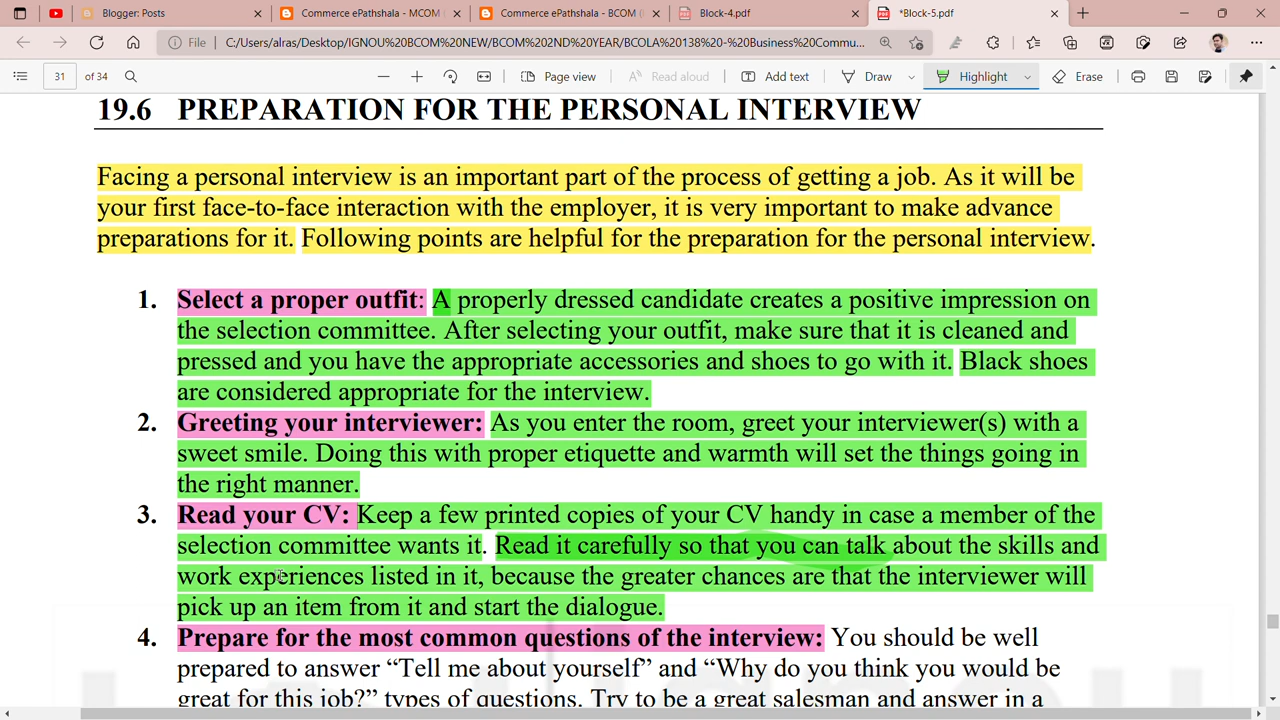 Blogger: Posts
Commerce ePathshala - MCOM (
Commerce ePathshala - BCOM (
Block-4.pdf
*Block-5.pdf
File
C:/Users/alras/Desktop/IGNOU%20BCOM%20NEW/BCOM%202ND%20YEAR/BCOLA%20138%20-%20Business%20Commu...
31 of 34
Page view
Read aloud
Add text
Draw
Highlight
Erase
19.6 PREPARATION FOR THE PERSONAL INTERVIEW
Facing a personal interview is an important part of the process of getting a job. As it will be
your first face-to-face interaction with the employer, it is very important to make advance
preparations for it. Following points are helpful for the preparation for the personal interview.
1. Select a proper outfit: A properly dressed candidate creates a positive impression on
the selection committee. After selecting your outfit, make sure that it is cleaned and
pressed and you have the appropriate accessories and shoes to go with it. Black shoes
are considered appropriate for the interview.
2. Greeting your interviewer: As you enter the room, greet your interviewer(s) with a
sweet smile. Doing this with proper etiquette and warmth will set the things going in
the right manner.
3. Read your CV: Keep a few printed copies of your CV handy in case a member of the
selection committee wants it. Read it carefully so that you can talk about the skills and
work experiences listed in it, because the greater chances are that the interviewer will
pick up an item from it and start the dialogue.
4. Prepare for the most common questions of the interview: You should be well
prepared to answer “Tell me about yourself” and “Why do you think you would be
great for this job?” types of questions. Try to be a great salesman and answer in a